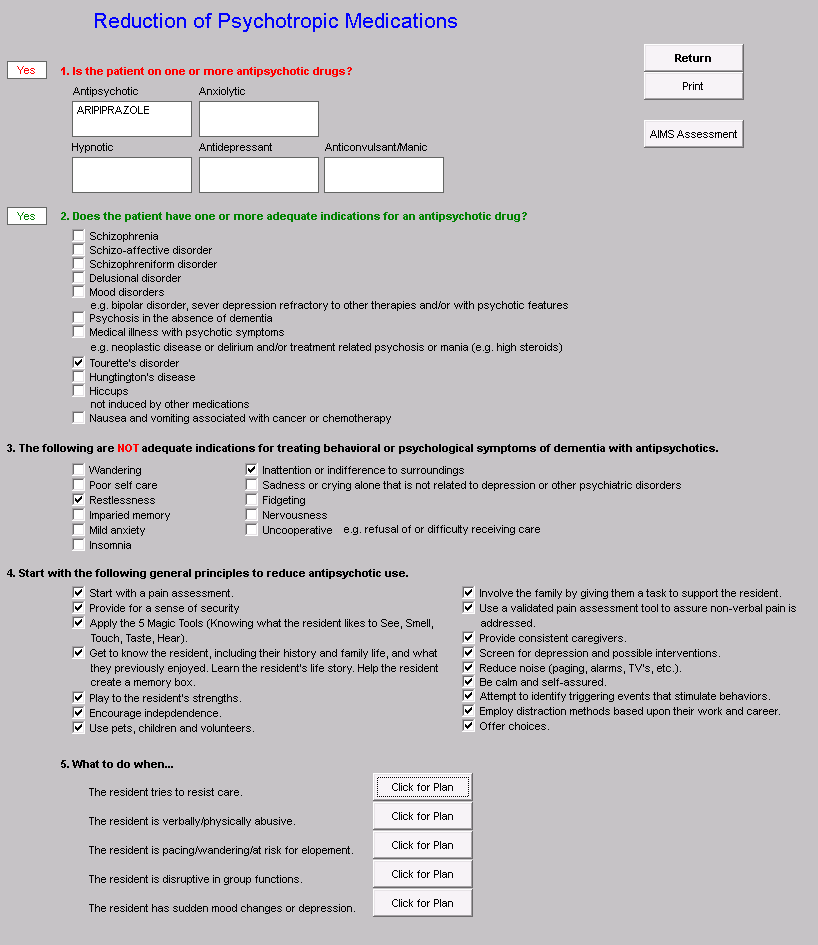 Reduction of Psychotropic Medications
Yes
1. Is the patient on one or more antipsychotic drugs?
Return
Print
AIMS Assessment
Antipsychotic
Anxiolytic
ARIPIPRAZOLE
Hypnotic
Antidepressant
Anticonvulsant/Manic
Yes
2. Does the patient have one or more adequate indications for an antipsychotic drug?
Schizophrenia
Schizo-affective disorder
Schizophreniform disorder
Delusional disorder
Mood disorders
e.g. bipolar disorder, sever depression refractory to other therapies and/or with psychotic features
Psychosis in the absence of dementia
Medical illness with psychotic symptoms
e.g. neoplastic disease or delirium and/or treatment related psychosis or mania (e.g. high steroids)
Tourette's disorder
Hungtington's disease
Hiccups
not induced by other medications
Nausea and vomiting associated with cancer or chemotherapy
3. The following are NOT adequate indications for treating behavioral or psychological symptoms of dementia with antipsychotics.
Wandering
Poor self care
Restlessness
Imparied memory
Mild anxiety
Insomnia
Inattention or indifference to surroundings
Sadness or crying alone that is not related to depression or other psychiatric disorders
Fidgeting
Nervousness
Uncooperative e.g. refusal of or difficulty receiving care
4. Start with the following general principles to reduce antipsychotic use.
Start with a pain assessment.
Provide for a sense of security
Apply the 5 Magic Tools (Knowing what the resident likes to See, Smell,
Touch, Taste, Hear).
Get to know the resident, including their history and family life, and what
they previously enjoyed. Learn the resident's life story. Help the resident
create a memory box.
Play to the resident's strengths.
Encourage indepdendence.
Use pets, children and volunteers.
Involve the family by giving them a task to support the resident.
Use a validated pain assessment tool to assure non-verbal pain is
addressed.
Provide consistent caregivers.
Screen for depression and possible interventions.
Reduce noise (paging, alarms, TV's, etc.).
Be calm and self-assured.
Attempt to identify triggering events that stimulate behaviors.
Employ distraction methods based upon their work and career.
Offer choices.
5. What to do when...
The resident tries to resist care.
Click for Plan
The resident is verbally/physically abusive.
Click for Plan
The resident is pacing/wandering/at risk for elopement.
Click for Plan
The resident is disruptive in group functions.
Click for Plan
The resident has sudden mood changes or depression.
Click for Plan